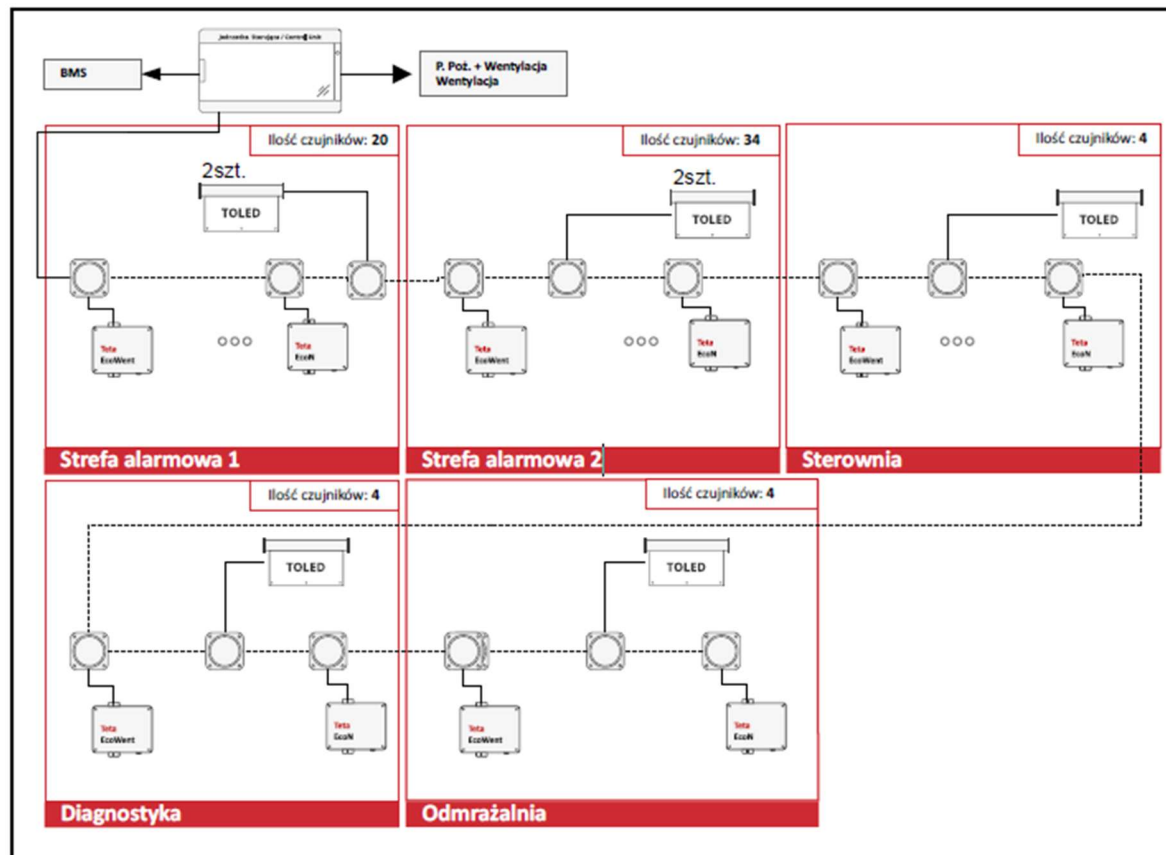 Jednostka Sterująca / Control Unit
BMS
P. Poż. + Wentylacja
Wentylacja
Ilość czujników: 20
2szt.
TOLED
Teta
EcoWent
Teta
EcoN
Strefa alarmowa 1
Ilość czujników: 34
2szt.
TOLED
Teta
EcoWent
Teta
EcoN
Strefa alarmowa 2
Ilość czujników: 4
TOLED
Teta
EcoWent
Teta
EcoN
Sterownia
Ilość czujników: 4
TOLED
Teta
EcoWent
Teta
EcoN
Diagnostyka
Ilość czujników: 4
TOLED
Teta
EcoWent
Teta
EcoN
Odmrażalnia